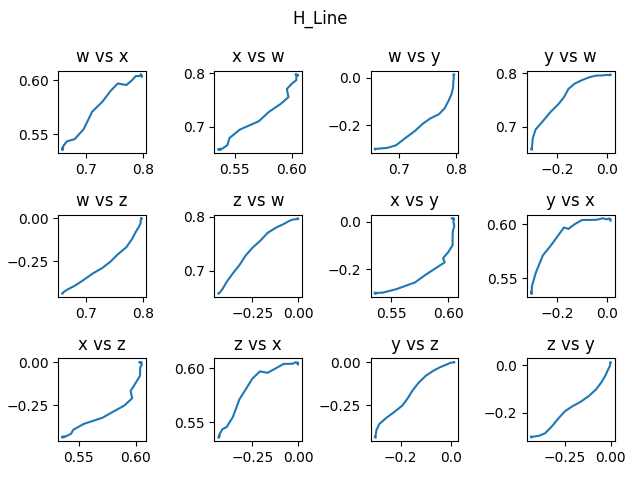 H_Line
w vs x x vs w w vs y y vs w
0.60 0.8 0.0 0.8
0.55 0.7 −0.2 0.7
0.7 0.8 0.55 0.60 0.7 0.8 −0.2 0.0
w vs z z vs w x vs y y vs x
0.00 0.8 0.0 0.60
−0.25 0.7 −0.2 0.55
0.7 0.8 −0.25 0.00 0.55 0.60 −0.2 0.0
x vs z z vs x y vs z z vs y
0.00 0.60 0.00 0.0
−0.25 0.55 −0.25 −0.2
0.55 0.60 −0.25 0.00 −0.2 0.0 −0.25 0.00